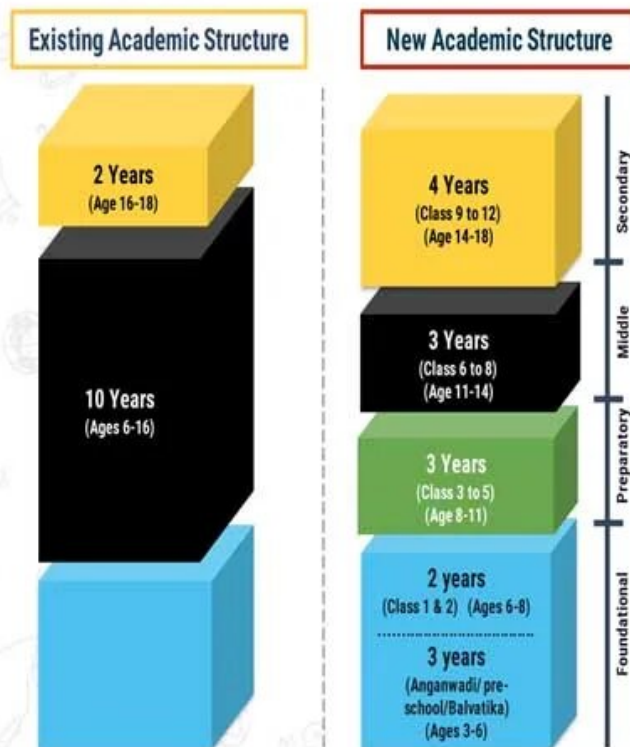 Existing Academic Structure
2 Years
(Age 16-18)
10 Years
(Ages 6-16)
New Academic Structure
4 Years
(Class 9 to 12)
(Age 14-18)
3 Years
(Class 6 to 8)
(Age 11-14)
3 Years
(Class 3 to 5)
(Age 8-11)
2 years
(Class 1 & 2) (Ages 6-8)
3 years
(Anganwadi/ pre-
school/Balvatika)
(Ages 3-6)
Secondary
Middle
Preparatory
Foundational